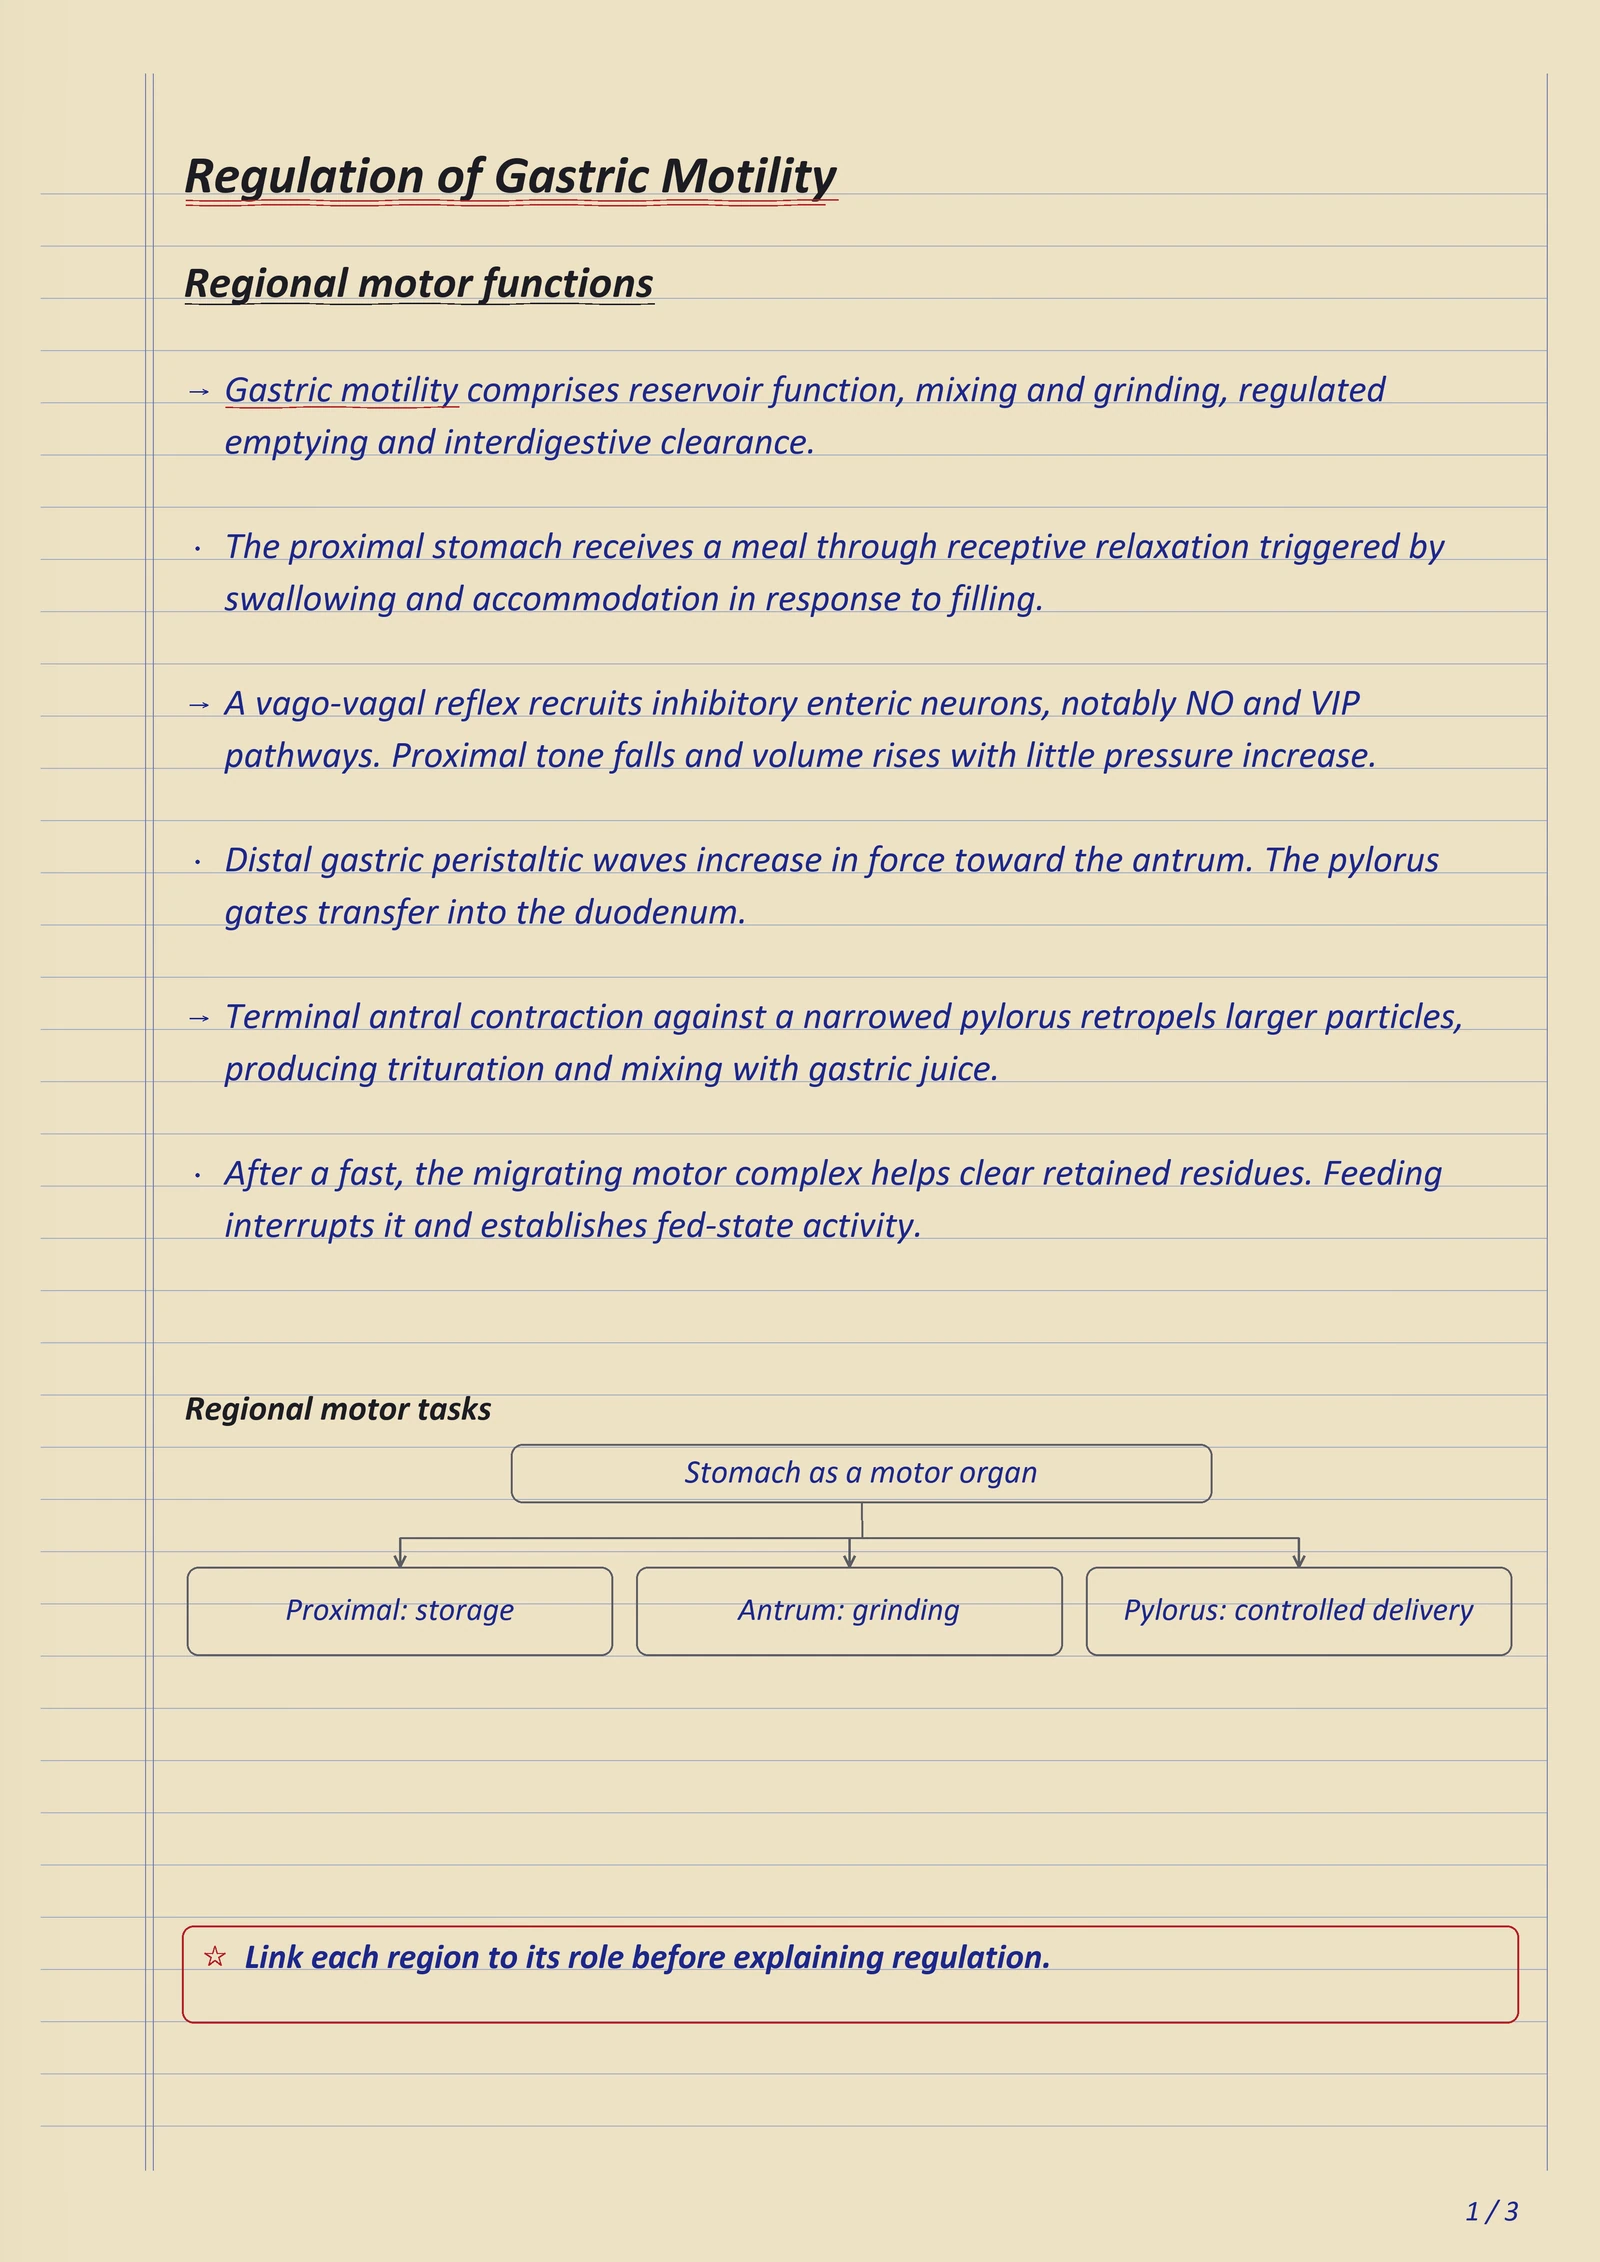 Regulation of Gastric Motility
Regional motor functions
→ Gastric motility comprises reservoir function, mixing and grinding, regulated
emptying and interdigestive clearance.
· The proximal stomach receives a meal through receptive relaxation triggered by
swallowing and accommodation in response to filling.
→ A vago-vagal reflex recruits inhibitory enteric neurons, notably NO and VIP
pathways. Proximal tone falls and volume rises with little pressure increase.
· Distal gastric peristaltic waves increase in force toward the antrum. The pylorus
gates transfer into the duodenum.
→ Terminal antral contraction against a narrowed pylorus retropels larger particles,
producing trituration and mixing with gastric juice.
· After a fast, the migrating motor complex helps clear retained residues. Feeding
interrupts it and establishes fed-state activity.
Regional motor tasks
Stomach as a motor organ
Proximal: storage
Antrum: grinding
Pylorus: controlled delivery
☆ Link each region to its role before explaining regulation.
1 / 3